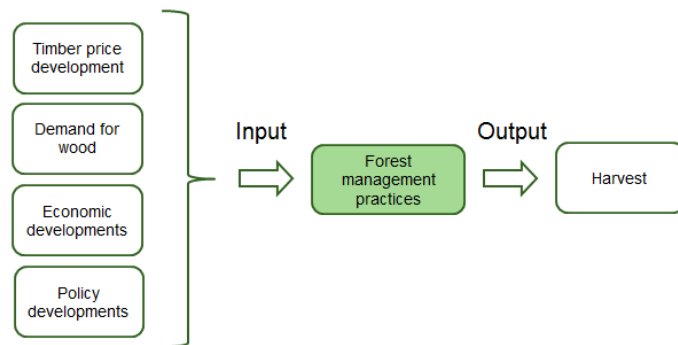 Timber price
development
Demand for
wood
Economic
developments
Policy
developments
Input
Forest
management
practices
Output
Harvest